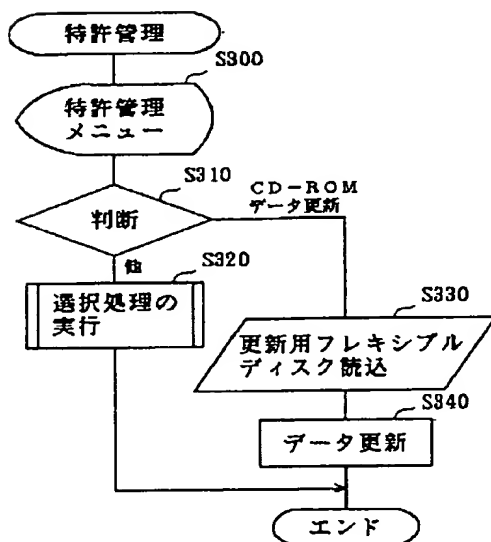 特許管理
S300
特許管理
メニュー
S310
判断
CD-ROM
データ更新
他
S320
選択処理の
実行
S330
更新用フレキシブル
ディスク読込
S340
データ更新
エンド